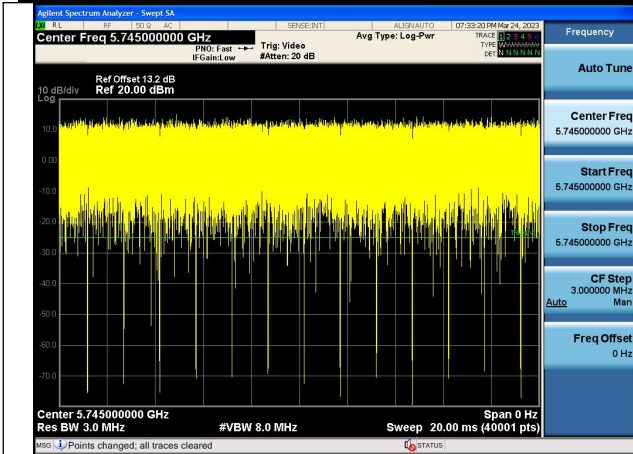 Agilent Spectrum Analyzer - Swept SA
RL RF 50 Ω AC SENSE:INT ALIGN AUTO 07:33:20 PM Mar 24, 2023
Center Freq 5.745000000 GHz
PNO: Fast
IFGain:Low
Trig: Video
#Atten: 20 dB
Avg Type: Log-Pwr
TRACE 1 2 3 4 5 6
TYPE WWWWWW
DET N N N N N N
Ref Offset 13.2 dB
10 dB/div Ref 20.00 dBm
Log
10.0
0.00
-10.0
-20.0
-30.0
-40.0
-50.0
-60.0
-70.0
Center 5.745000000 GHz
Span 0 Hz
Res BW 3.0 MHz
#VBW 8.0 MHz
Sweep 20.00 ms (40001 pts)
MSG Points changed; all traces cleared
STATUS
Frequency
Auto Tune
Center Freq
5.745000000 GHz
Start Freq
5.745000000 GHz
Stop Freq
5.745000000 GHz
CF Step
3.000000 MHz
Auto Man
Freq Offset
0 Hz